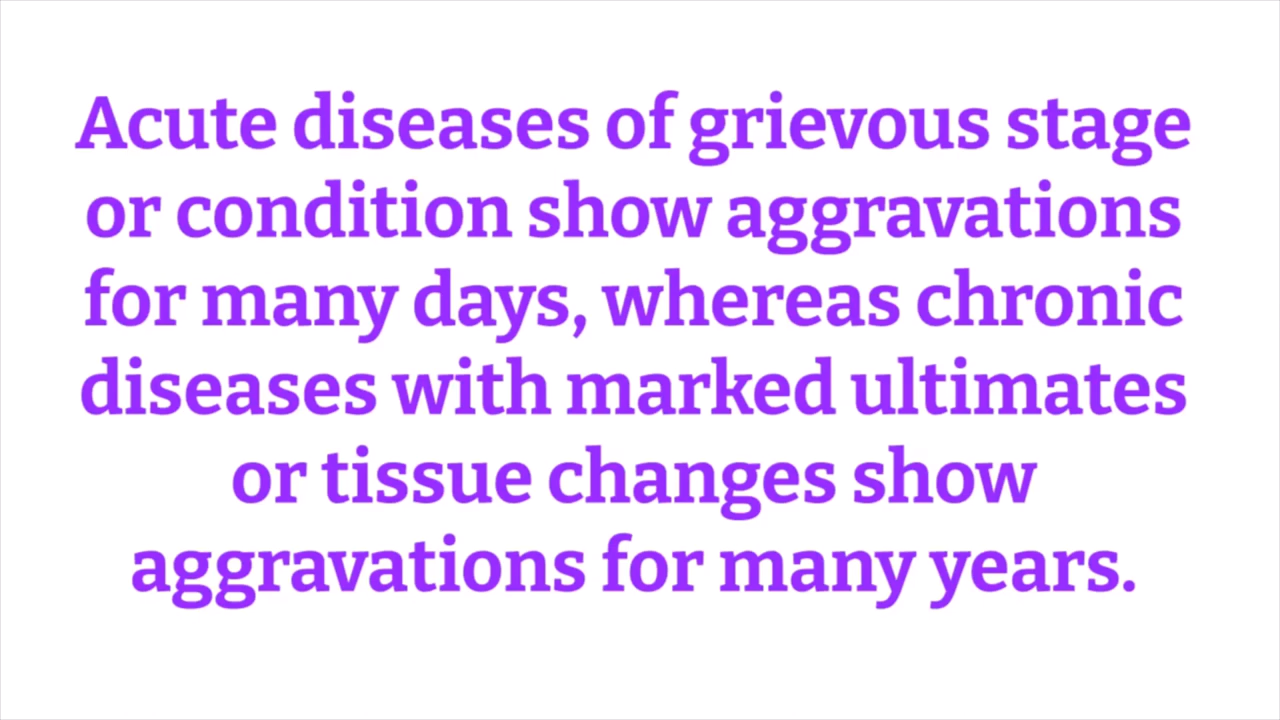 Acute diseases of grievous stage
or condition show aggravations
for many days, whereas chronic
diseases with marked ultimates
or tissue changes show
aggravations for many years.